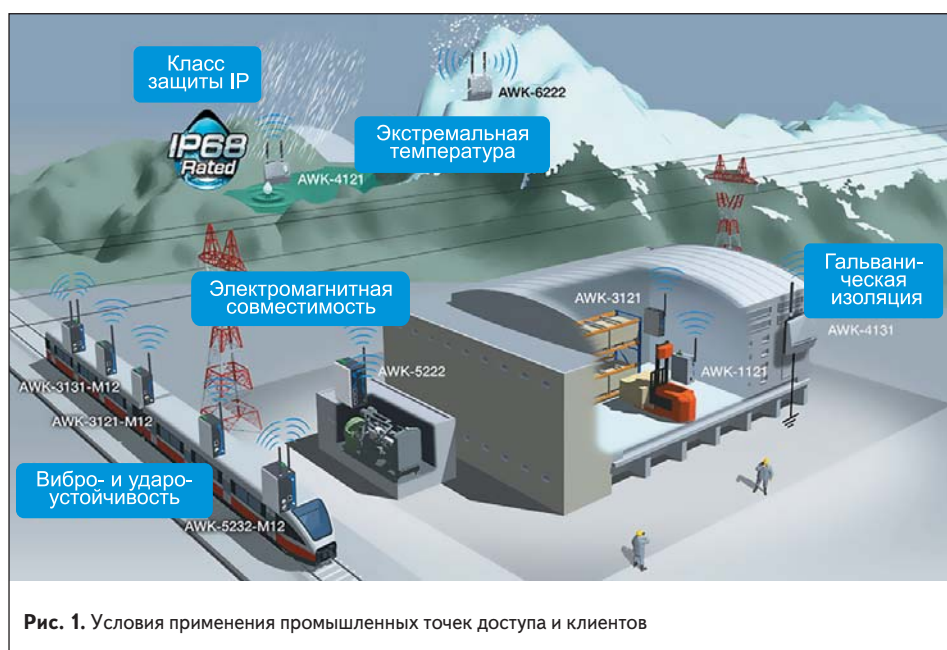 Класс
защиты IP
AWK-6222
IP68
Rated
Экстремальная
температура
AWK-4121
Гальвани-
ческая
изоляция
Электромагнитная
совместимость
AWK-3121
AWK-4131
AWK-5222
AWK-1121
AWK-3131-M12
AWK-3121-M12
Вибро- и ударо-
устойчивость
AWK-5232-M12
Рис. 1. Условия применения промышленных точек доступа и клиентов